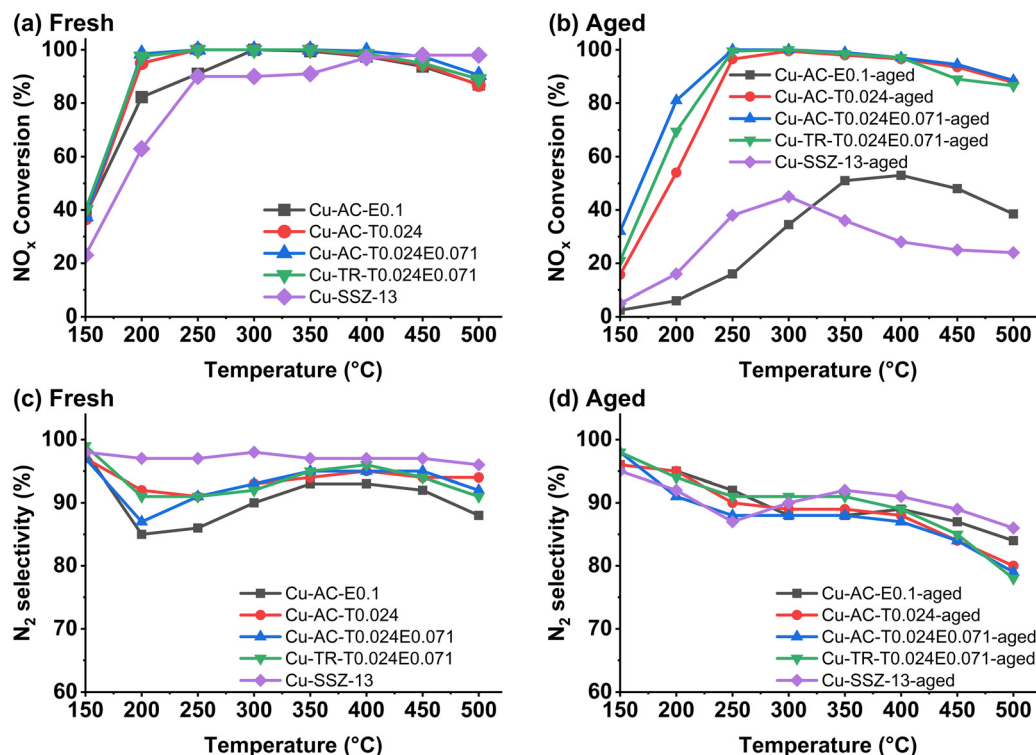 (a) Fresh
NOx Conversion (%)
100
80
60
40
20
0
Cu-AC-E0.1
Cu-AC-T0.024
Cu-AC-T0.024E0.071
Cu-TR-T0.024E0.071
Cu-SSZ-13
150 200 250 300 350 400 450 500
Temperature (°C)
(b) Aged
NOx Conversion (%)
100
80
60
40
20
0
Cu-AC-E0.1-aged
Cu-AC-T0.024-aged
Cu-AC-T0.024E0.071-aged
Cu-TR-T0.024E0.071-aged
Cu-SSZ-13-aged
150 200 250 300 350 400 450 500
Temperature (°C)
(c) Fresh
N2 selectivity (%)
100
90
80
70
60
Cu-AC-E0.1
Cu-AC-T0.024
Cu-AC-T0.024E0.071
Cu-TR-T0.024E0.071
Cu-SSZ-13
150 200 250 300 350 400 450 500
Temperature (°C)
(d) Aged
N2 selectivity (%)
100
90
80
70
60
Cu-AC-E0.1-aged
Cu-AC-T0.024-aged
Cu-AC-T0.024E0.071-aged
Cu-TR-T0.024E0.071-aged
Cu-SSZ-13-aged
150 200 250 300 350 400 450 500
Temperature (°C)